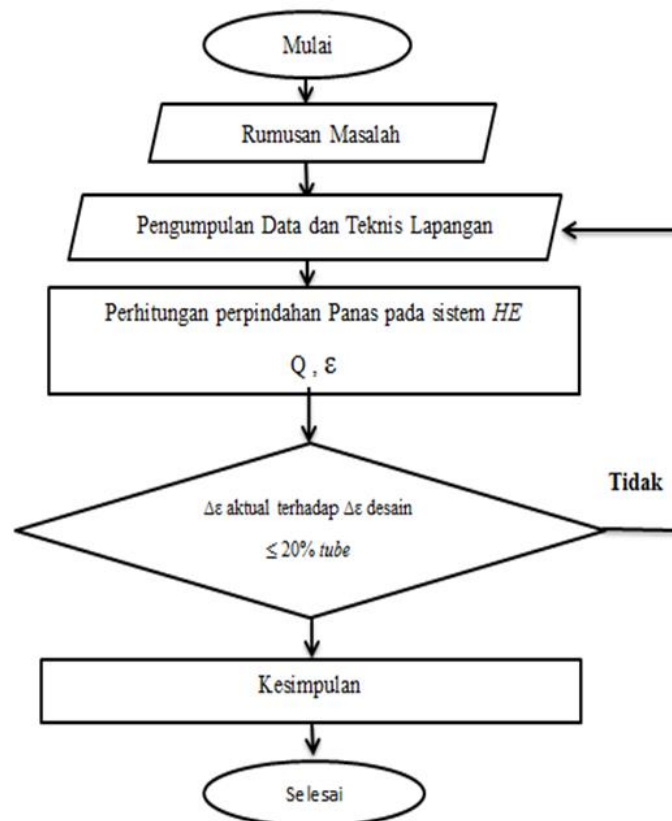 Mulai
Rumusan Masalah
Pengumpulan Data dan Teknis Lapangan
Perhitungan perpindahan Panas pada sistem HE
Q , ε
Δε aktual terhadap Δε desain
≤ 20% tube
Tidak
Kesimpulan
Selesai